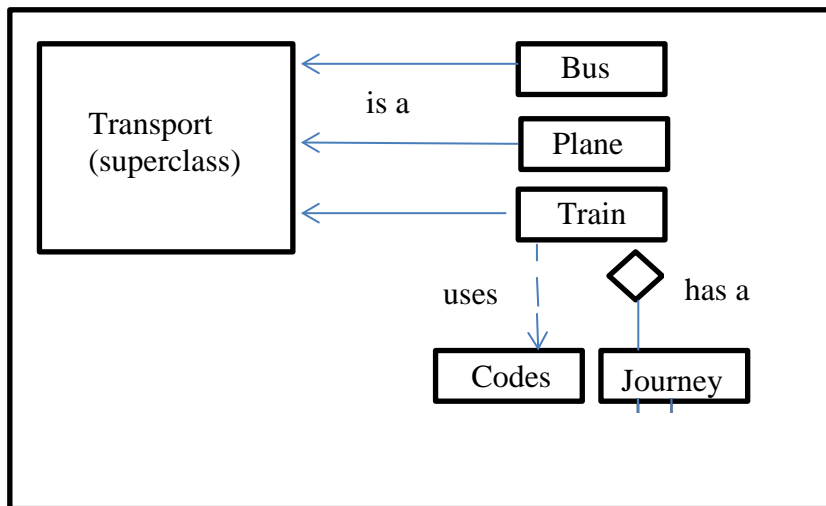 Bus
is a
Transport
(superclass)
Plane
Train
uses
has a
Codes
Journey